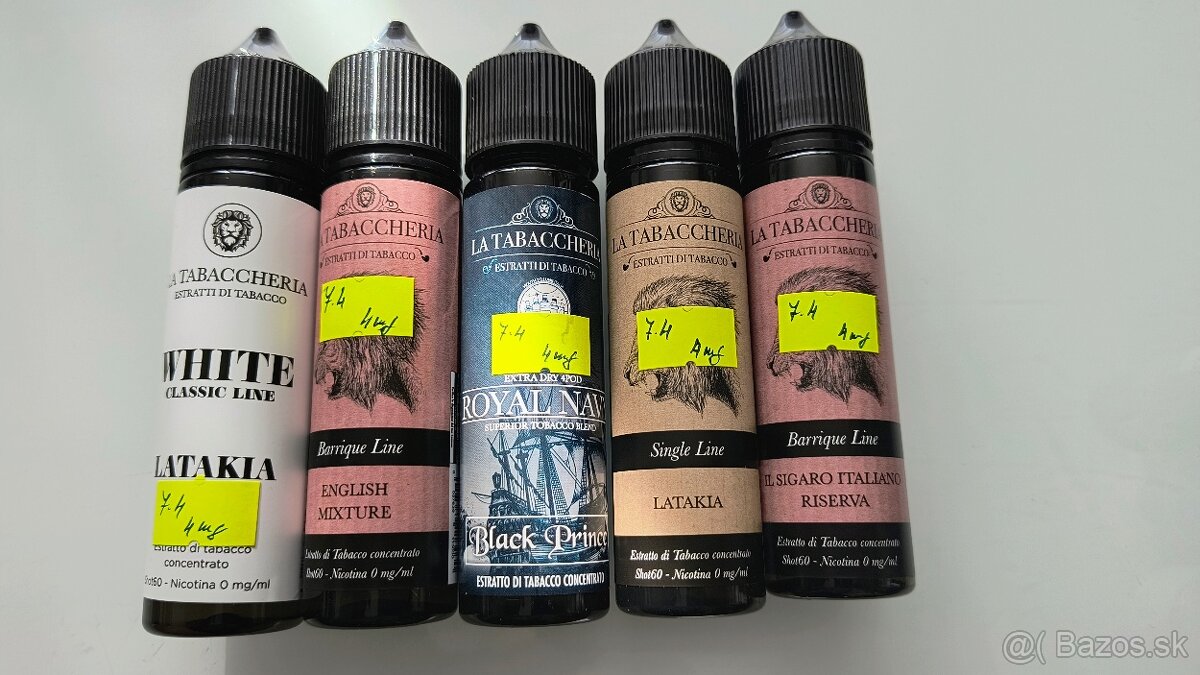 LA TABACCHERIA
ESTRATTI DI TABACCO
WHITE
CLASSIC LINE
LATAKIA
7.4
4mg
Estratto di tabacco
concentrato
Shot60 - Nicotina 0 mg/ml
LA TABACCHERIA
ESTRATTI DI TABACCO
7.4
4mg
Barrique Line
ENGLISH
MIXTURE
Estratto di Tabacco concentrato
Shot60 - Nicotina 0 mg/ml
LA TABACCHERIA
ESTRATTI DI TABACCO
7.4
4mg
EXTRA DRY 4POD
ROYAL NAV
SUPERIOR TOBACCO BLEND
Black Prince
ESTRATTO DI TABACCO CONCENTRATO
LA TABACCHERIA
ESTRATTI DI TABACCO
7.4
4mg
Single Line
LATAKIA
Estratto di Tabacco concentrato
Shot60 - Nicotina 0 mg/ml
LA TABACCHERIA
ESTRATTI DI TABACCO
7.4
4mg
Barrique Line
IL SIGARO ITALIANO
RISERVA
Estratto di Tabacco concentrato
Shot60 - Nicotina 0 mg/ml
@( Bazos.sk